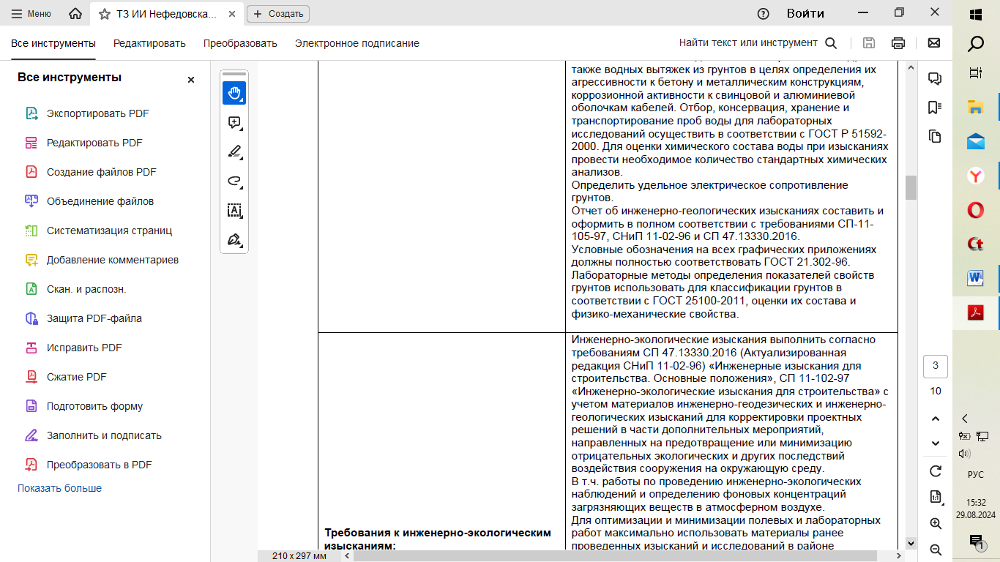 Меню
ТЗ ИИ Нефедовска...
Создать
Войти
Все инструменты
Редактировать
Преобразовать
Электронное подписание
Найти текст или инструмент
Все инструменты
Экспортировать PDF
Редактировать PDF
Создание файлов PDF
Объединение файлов
Систематизация страниц
Добавление комментариев
Скан. и распозн.
Защита PDF-файла
Исправить PDF
Сжатие PDF
Подготовить форму
Заполнить и подписать
Преобразовать в PDF
Показать больше
также водных вытяжек из грунтов в целях определения их
агрессивности к бетону и металлическим конструкциям,
коррозионной активности к свинцовой и алюминиевой
оболочкам кабелей. Отбор, консервация, хранение и
транспортирование проб воды для лабораторных
исследований осуществить в соответствии с ГОСТ Р 51592-
2000. Для оценки химического состава воды при изысканиях
провести необходимое количество стандартных химических
анализов.
Определить удельное электрическое сопротивление
грунтов.
Отчет об инженерно-геологических изысканиях составить и
оформить в полном соответствии с требованиями СП-11-
105-97, СНиП 11-02-96 и СП 47.13330.2016.
Условные обозначения на всех графических приложениях
должны полностью соответствовать ГОСТ 21.302-96.
Лабораторные методы определения показателей свойств
грунтов использовать для классификации грунтов в
соответствии с ГОСТ 25100-2011, оценки их состава и
физико-механические свойства.
Требования к инженерно-экологическим
изысканиям:
Инженерно-экологические изыскания выполнить согласно
требованиям СП 47.13330.2016 (Актуализированная
редакция СНиП 11-02-96) «Инженерные изыскания для
строительства. Основные положения», СП 11-102-97
«Инженерно-экологические изыскания для строительства» с
учетом материалов инженерно-геодезических и инженерно-
геологических изысканий для корректировки проектных
решений в части дополнительных мероприятий,
направленных на предотвращение или минимизацию
отрицательных экологических и других последствий
воздействия сооружения на окружающую среду.
В т.ч. работы по проведению инженерно-экологических
наблюдений и определению фоновых концентраций
загрязняющих веществ в атмосферном воздухе.
Для оптимизации и минимизации полевых и лабораторных
работ максимально использовать материалы ранее
проведенных изысканий и исследований в районе
210 x 297 мм
3
10
1:1
Ct
РУС
15:32
29.08.2024
1